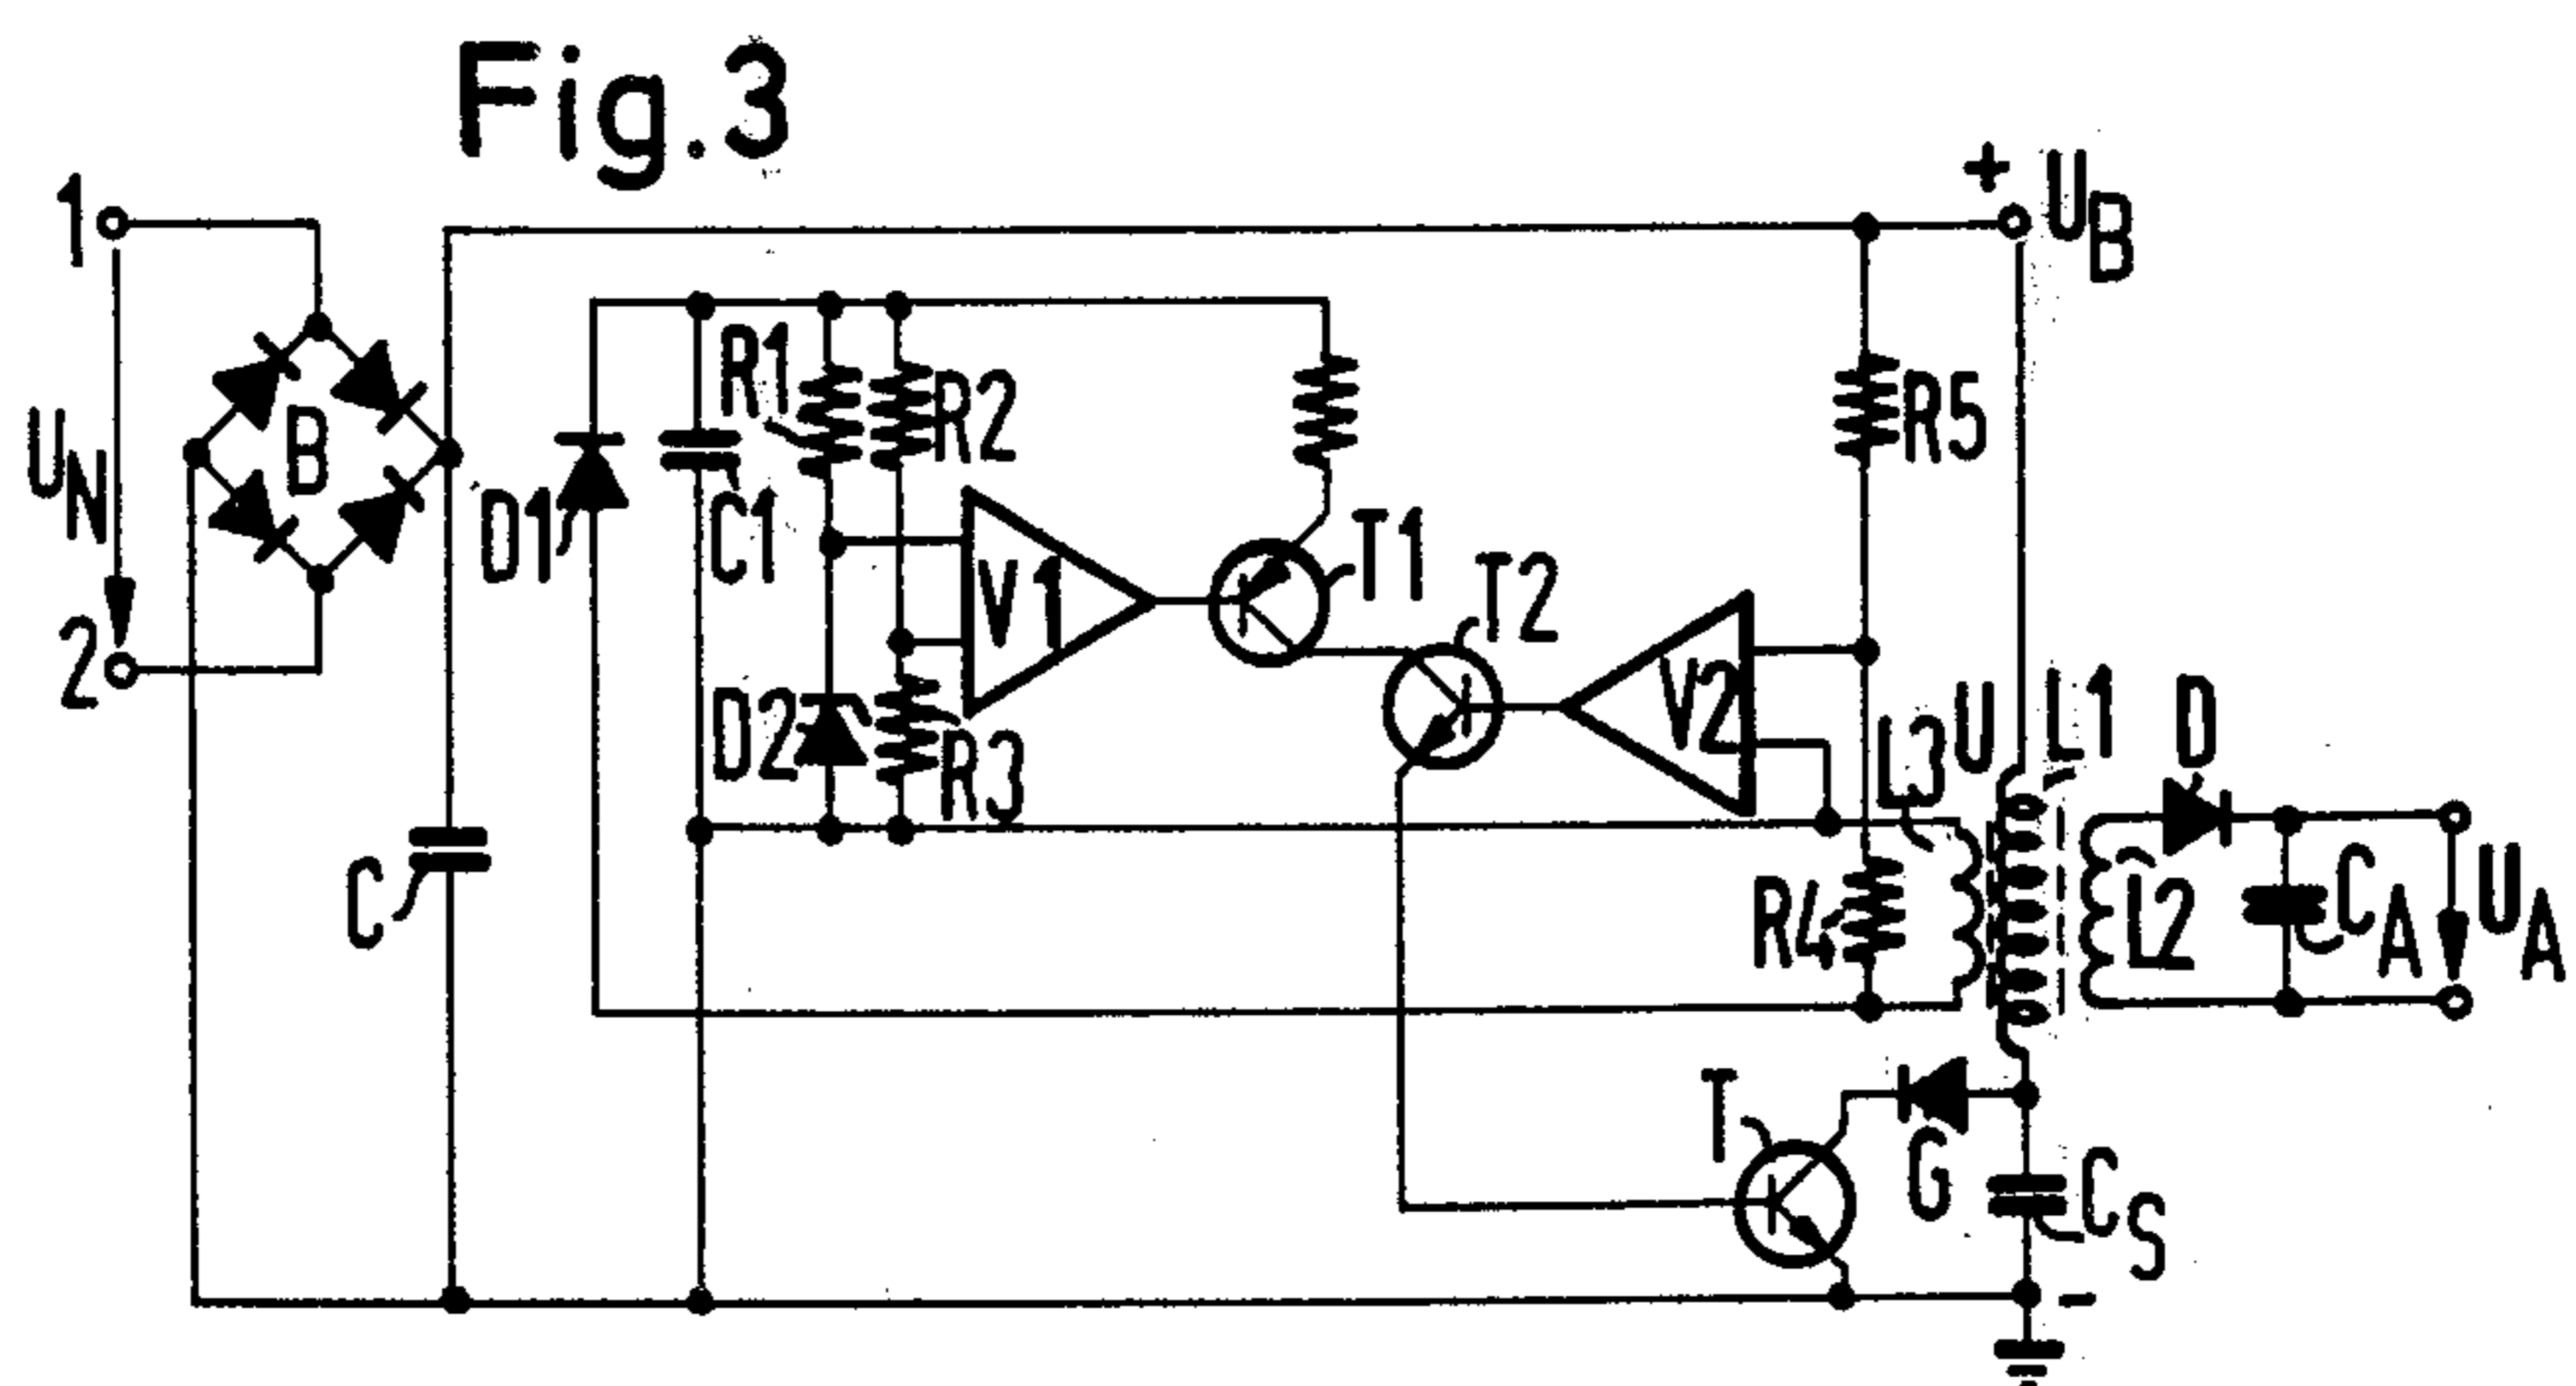 Fig.3
1
+ U_B
U_N
B
2
D1
C1
R1
R2
V1
T1
T2
R5
D2
R3
V2
L3
U
L1
D
C
R4
L2
C_A
U_A
T
G
C_S
-